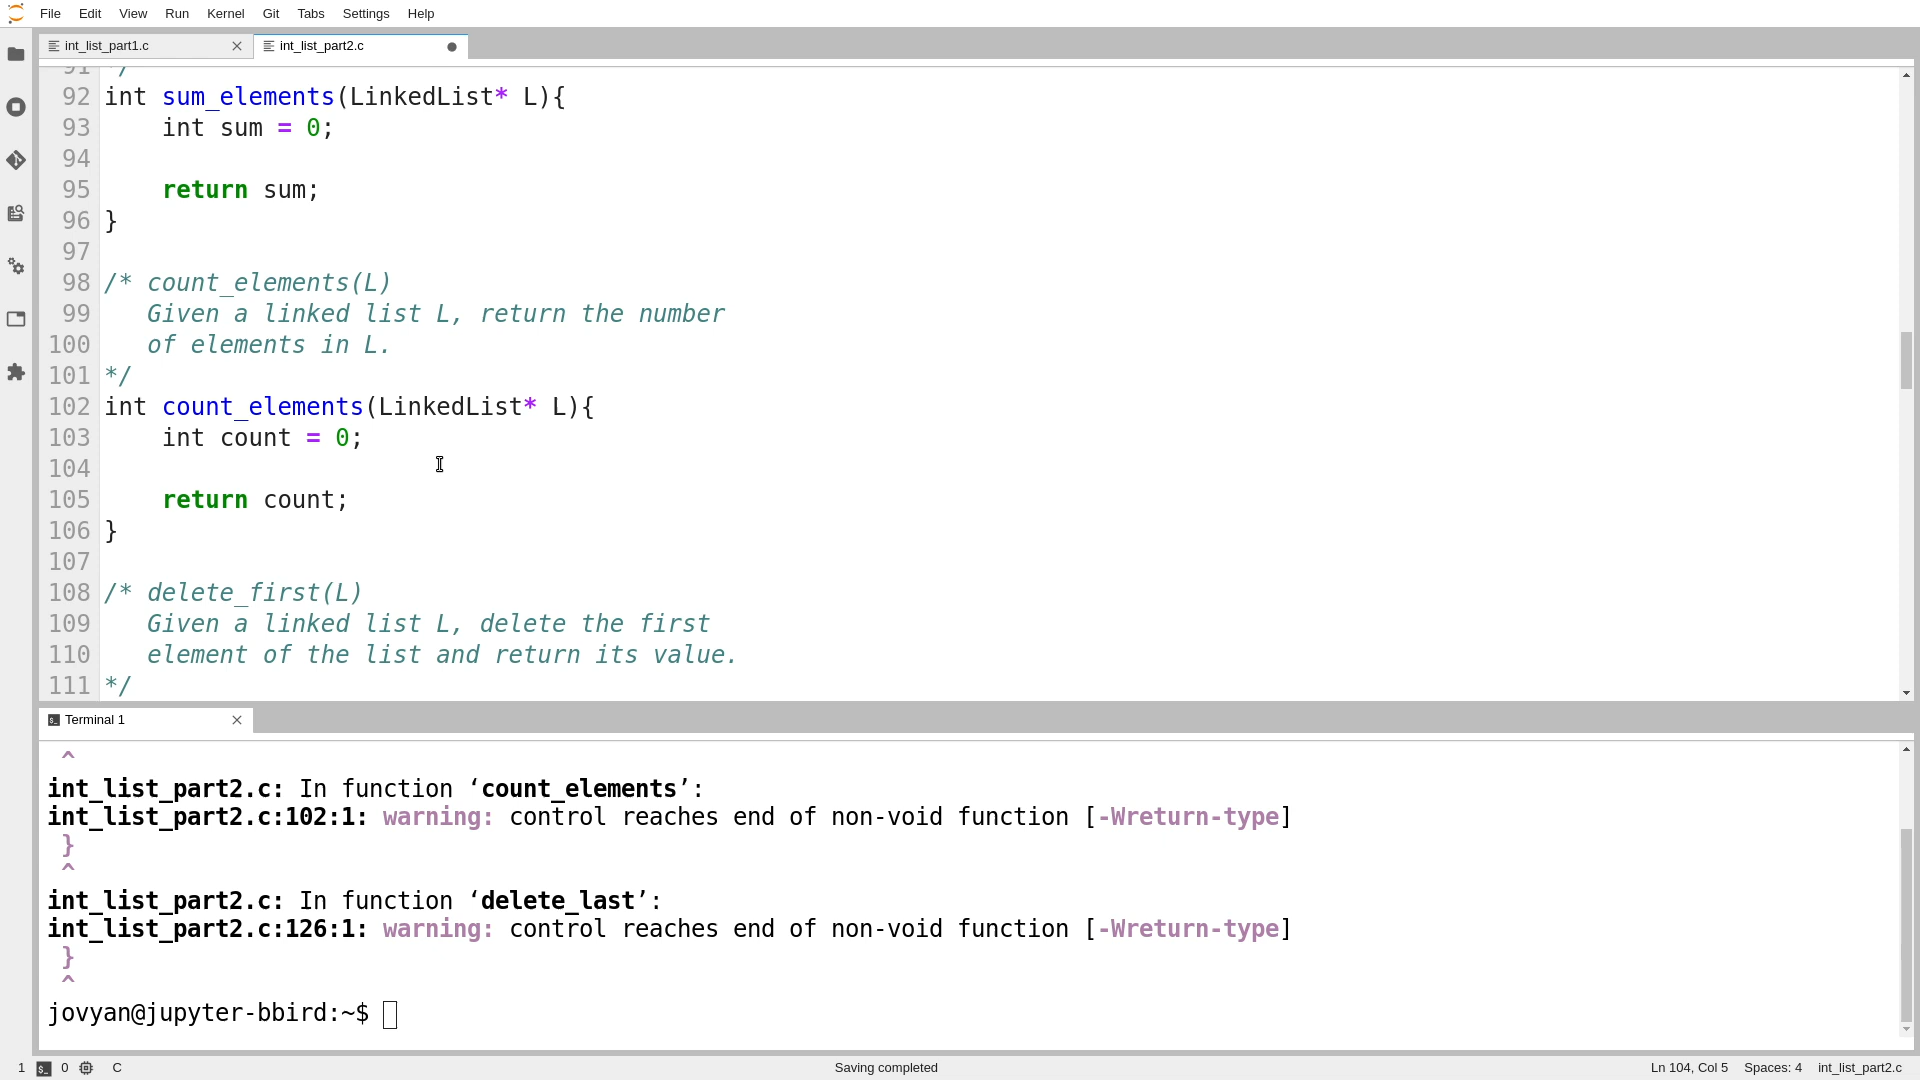 File Edit View Run Kernel Git Tabs Settings Help
int_list_part1.c int_list_part2.c
91 */
92 int sum_elements(LinkedList* L){
93     int sum = 0;
94
95     return sum;
96 }
97
98 /* count_elements(L)
99    Given a linked list L, return the number
100    of elements in L.
101 */
102 int count_elements(LinkedList* L){
103     int count = 0;
104
105     return count;
106 }
107
108 /* delete_first(L)
109    Given a linked list L, delete the first
110    element of the list and return its value.
111 */
Terminal 1
^
int_list_part2.c: In function ‘count_elements’:
int_list_part2.c:102:1: warning: control reaches end of non-void function [-Wreturn-type]
}
^
int_list_part2.c: In function ‘delete_last’:
int_list_part2.c:126:1: warning: control reaches end of non-void function [-Wreturn-type]
}
^
jovyan@jupyter-bbird:~$
1 0 C Saving completed Ln 104, Col 5 Spaces: 4 int_list_part2.c